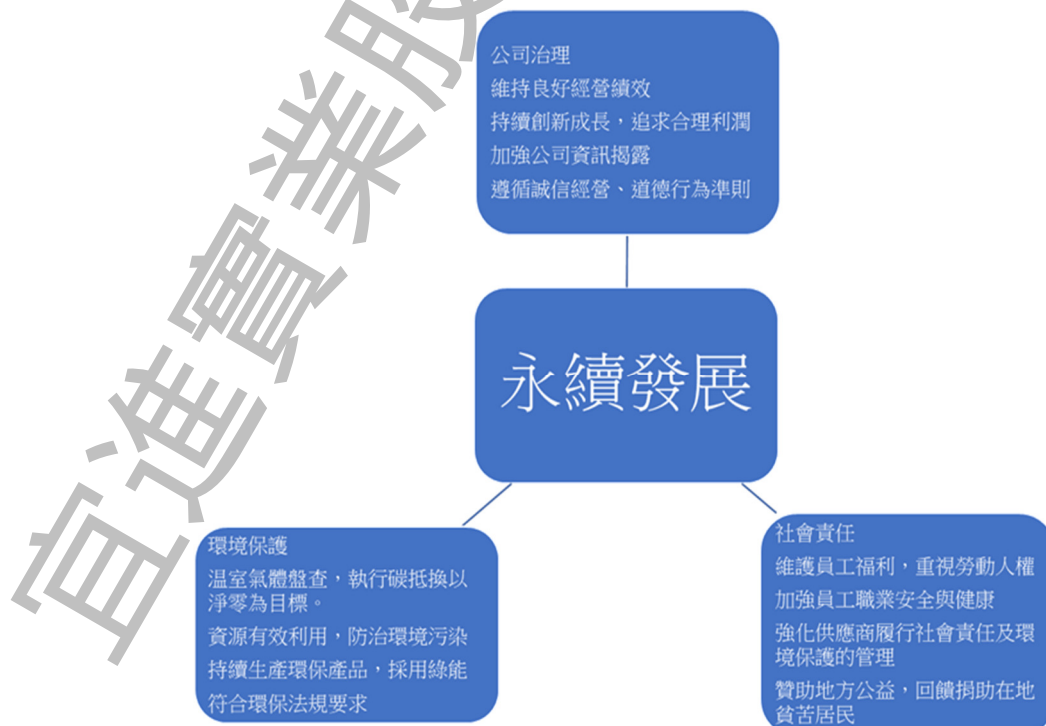 公司治理
維持良好經營績效
持續創新成長，追求合理利潤
加強公司資訊揭露
遵循誠信經營、道德行為準則
永續發展
環境保護
温室氣體盤查，執行碳抵換以
淨零為目標。
資源有效利用，防治環境污染
持續生產環保產品，採用綠能
符合環保法規要求
社會責任
維護員工福利，重視勞動人權
加強員工職業安全與健康
強化供應商履行社會責任及環
境保護的管理
贊助地方公益，回饋捐助在地
貧苦居民
宜進實業股